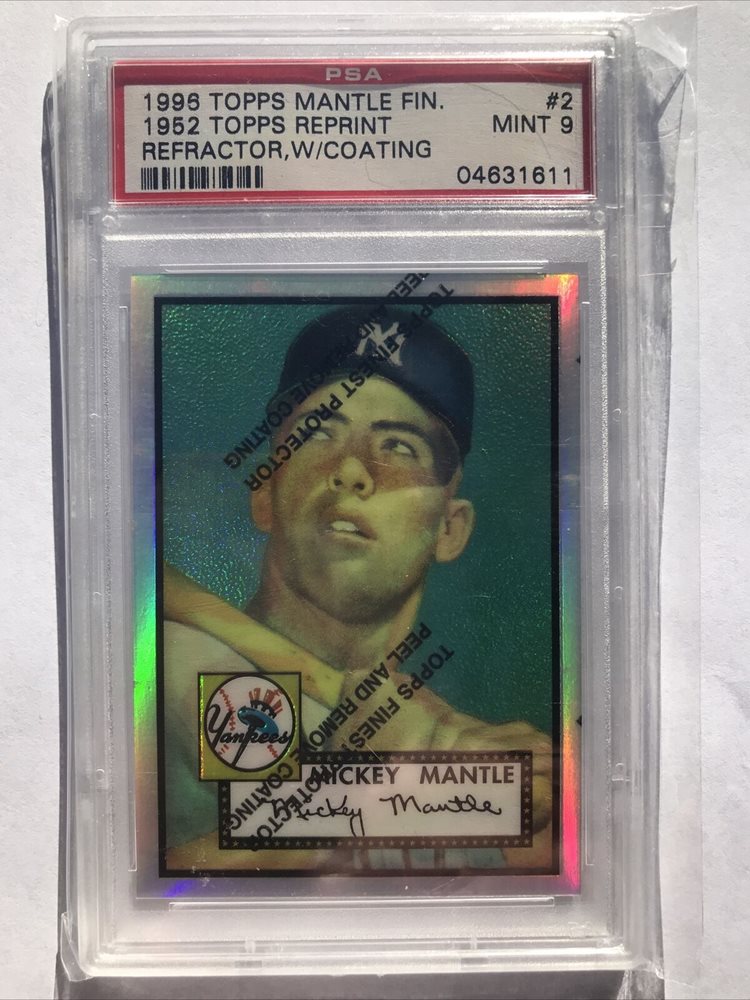 PSA
1996 TOPPS MANTLE FIN. #2
1952 TOPPS REPRINT MINT 9
REFRACTOR,W/COATING
04631611
NY
TOPPS FINEST PROTECTOR
PEEL AND REMOVE COATING
TOPPS FINEST PROTECTOR
PEEL AND REMOVE COATING
Yankees
MICKEY MANTLE
Mickey Mantle